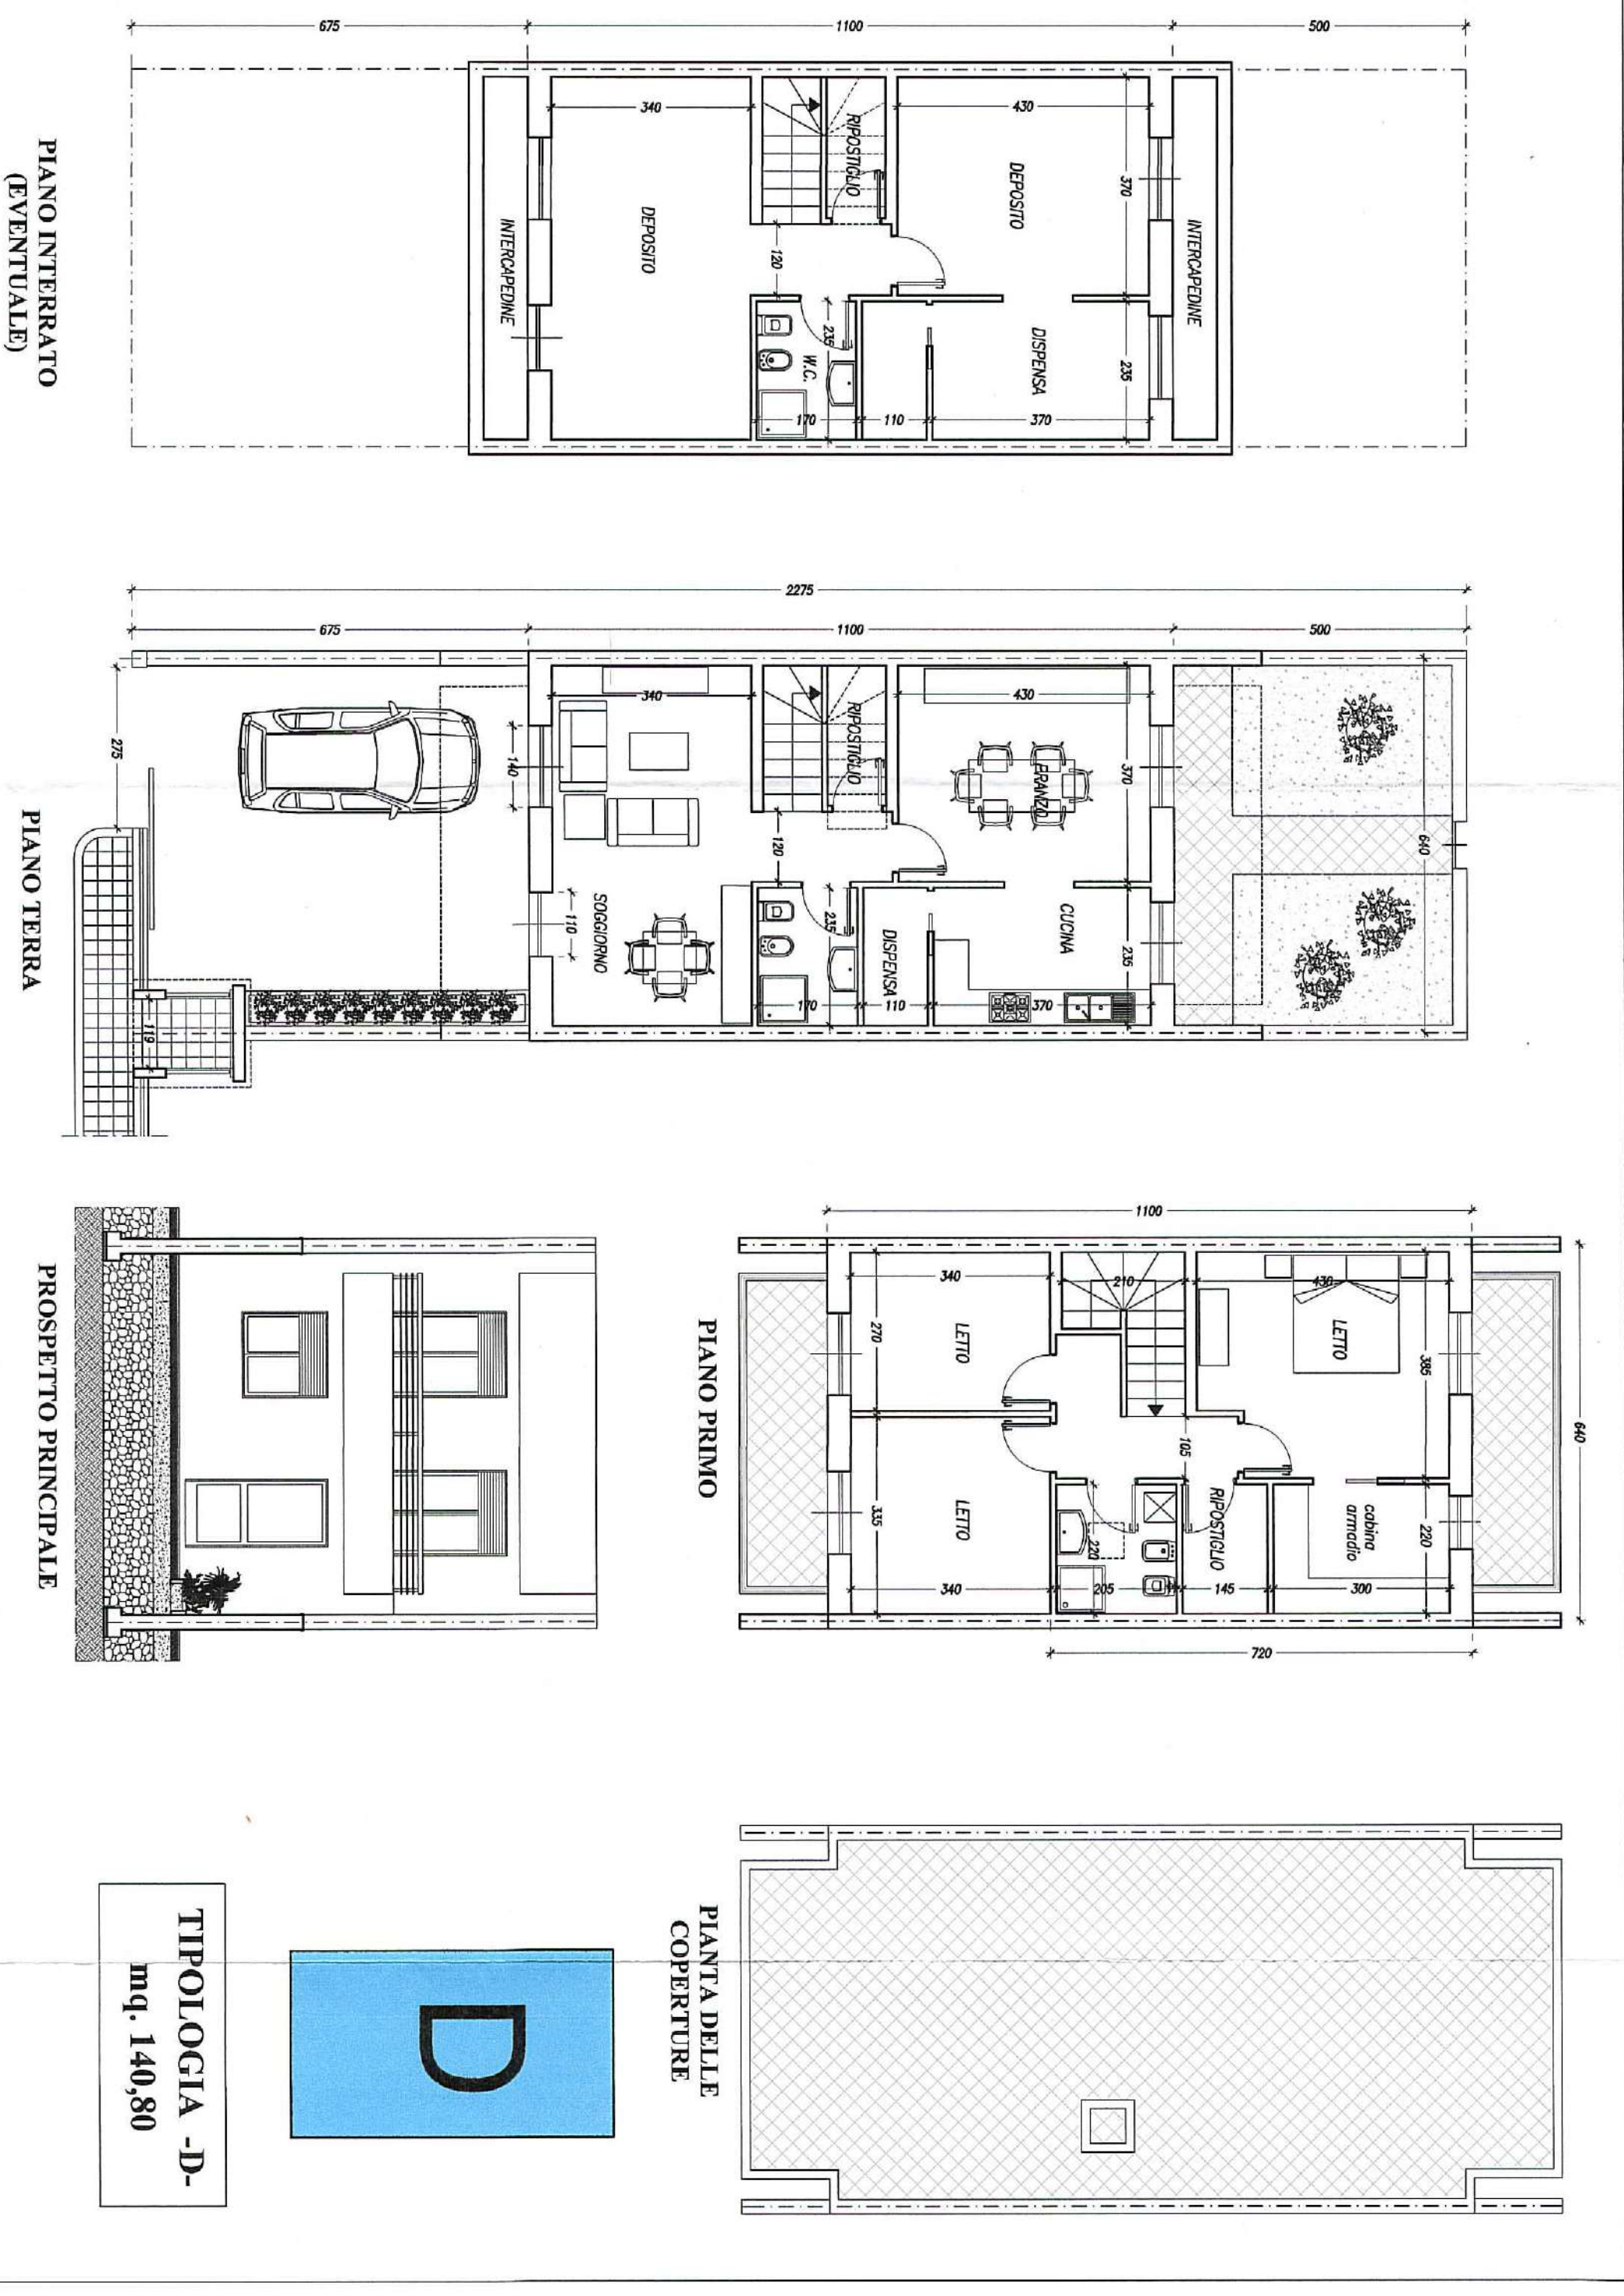 500
INTERCAPEDINE
370
235
430
DEPOSITO
DISPENSA
370
1100
110
RIPOSTIGLIO
235
W.C.
170
120
340
DEPOSITO
INTERCAPEDINE
675
PIANO INTERRATO
(EVENTUALE)
640
500
370
235
430
PRANZO
CUCINA
370
2275
1100
DISPENSA
110
RIPOSTIGLIO
235
170
120
340
SOGGIORNO
110
140
675
119
275
PIANO TERRA
640
385
220
430
LETTO
cabina
armadio
300
720
RIPOSTIGLIO
145
105
1100
210
220
205
340
LETTO
LETTO
340
270
335
PIANO PRIMO
PROSPETTO PRINCIPALE
PIANTA DELLE
COPERTURE
D
TIPOLOGIA -D-
mq. 140,80